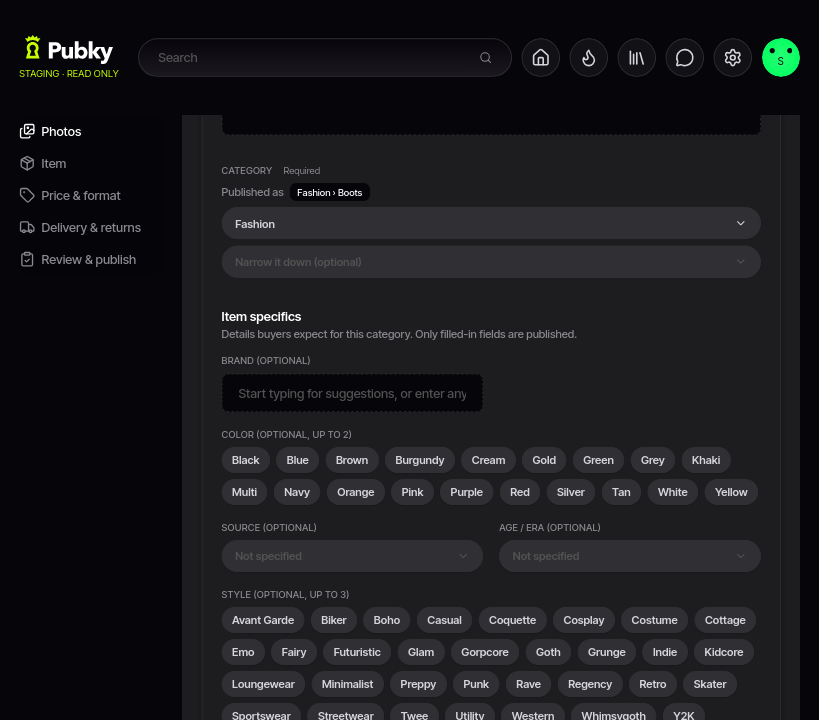 Pubky
STAGING · READ ONLY
Search
S
Photos
Item
Price & format
Delivery & returns
Review & publish
CATEGORY Required
Published as Fashion › Boots
Fashion
Narrow it down (optional)
Item specifics
Details buyers expect for this category. Only filled-in fields are published.
BRAND (OPTIONAL)
Start typing for suggestions, or enter any
COLOR (OPTIONAL, UP TO 2)
Black Blue Brown Burgundy Cream Gold Green Grey Khaki
Multi Navy Orange Pink Purple Red Silver Tan White Yellow
SOURCE (OPTIONAL) AGE / ERA (OPTIONAL)
Not specified Not specified
STYLE (OPTIONAL, UP TO 3)
Avant Garde Biker Boho Casual Coquette Cosplay Costume Cottage
Emo Fairy Futuristic Glam Gorpcore Goth Grunge Indie Kidcore
Loungewear Minimalist Preppy Punk Rave Regency Retro Skater
Sportswear Streetwear Twee Utility Western Whimsygoth Y2K